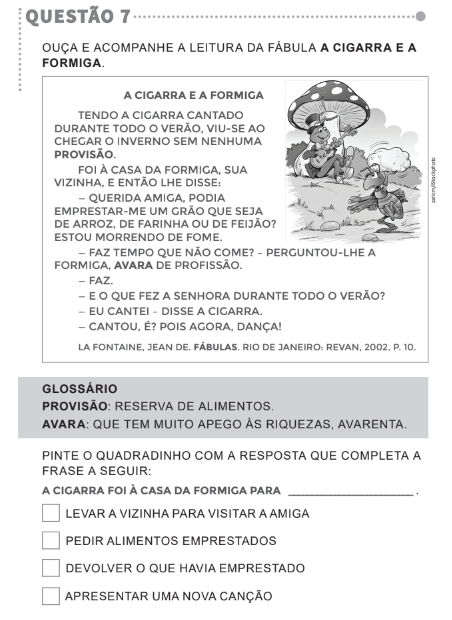 QUESTÃO 7
OUÇA E ACOMPANHE A LEITURA DA FÁBULA A CIGARRA E A
FORMIGA.
A CIGARRA E A FORMIGA
TENDO A CIGARRA CANTADO
DURANTE TODO O VERÃO, VIU-SE AO
CHEGAR O INVERNO SEM NENHUMA
PROVISÃO.
FOI À CASA DA FORMIGA, SUA
VIZINHA, E ENTÃO LHE DISSE:
– QUERIDA AMIGA, PODIA
EMPRESTAR-ME UM GRÃO QUE SEJA
DE ARROZ, DE FARINHA OU DE FEIJÃO?
ESTOU MORRENDO DE FOME.
– FAZ TEMPO QUE NÃO COME? – PERGUNTOU-LHE A
FORMIGA, AVARA DE PROFISSÃO.
– FAZ.
– E O QUE FEZ A SENHORA DURANTE TODO O VERÃO?
– EU CANTEI – DISSE A CIGARRA.
– CANTOU, É? POIS AGORA, DANÇA!
LA FONTAINE, JEAN DE. FÁBULAS. RIO DE JANEIRO: REVAN, 2002. P. 10.
GLOSSÁRIO
PROVISÃO: RESERVA DE ALIMENTOS.
AVARA: QUE TEM MUITO APEGO ÀS RIQUEZAS, AVARENTA.
PINTE O QUADRADINHO COM A RESPOSTA QUE COMPLETA A
FRASE A SEGUIR:
A CIGARRA FOI À CASA DA FORMIGA PARA ____________________ .
LEVAR A VIZINHA PARA VISITAR A AMIGA
PEDIR ALIMENTOS EMPRESTADOS
DEVOLVER O QUE HAVIA EMPRESTADO
APRESENTAR UMA NOVA CANÇÃO